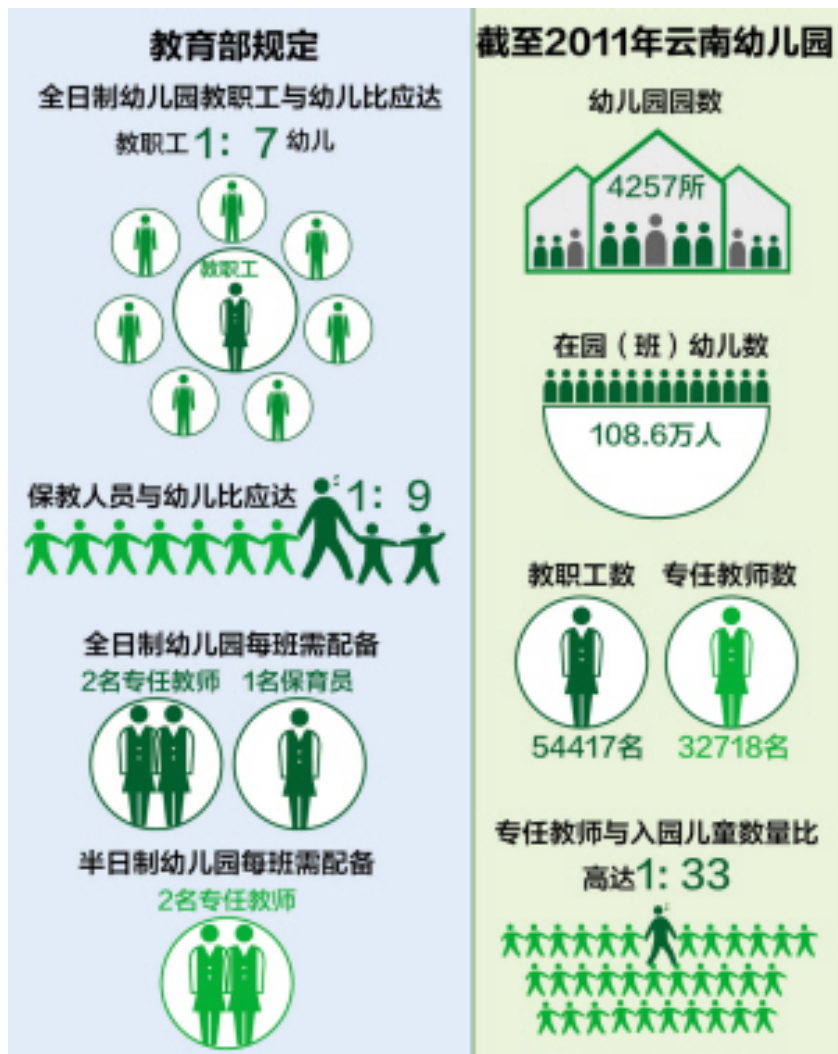 教育部规定
全日制幼儿园教职工与幼儿比应达
教职工1：7幼儿
教职工
保教人员与幼儿比应达 1：9
全日制幼儿园每班需配备
2名专任教师 1名保育员
半日制幼儿园每班需配备
2名专任教师
截至2011年云南幼儿园
幼儿园园数
4257所
在园（班）幼儿数
108.6万人
教职工数 专任教师数
54417名 32718名
专任教师与入园儿童数量比
高达1：33